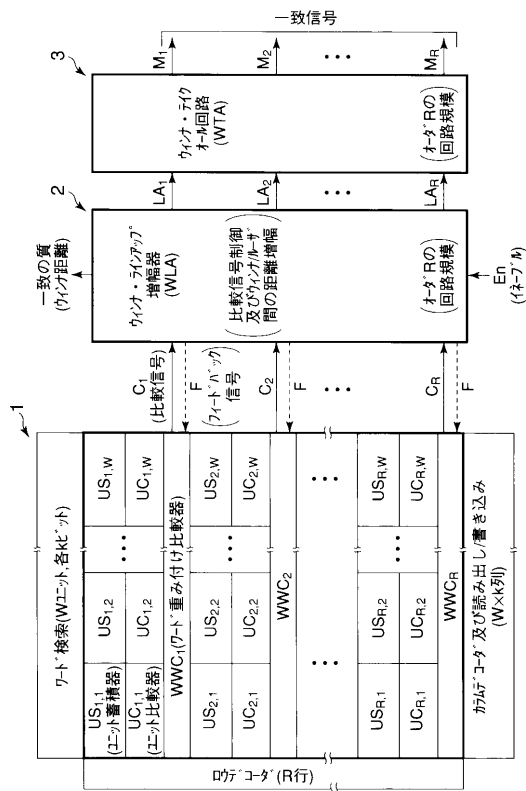 1
ワード検索(Wユニット,各kビット)
ロウデコーダ(R行)
US1,1
(ユニット蓄積器)
US1,2
•••
US1,W
UC1,1
(ユニット比較器)
UC1,2
UC1,W
WWC1(ワード重み付け比較器)
US2,1
US2,2
•••
US2,W
UC2,1
UC2,2
UC2,W
WWC2
•••
USR,1
USR,2
•••
USR,W
UCR,1
UCR,2
UCR,W
WWCR
カラムデコーダ及び読み出し/書き込み
(W×k列)
C1
(比較信号)
F
(フィードバック
信号)
C2
F
•••
CR
F
2
一致の質
(ウィンナ距離)
ウィンナ・ラインアップ
増幅器
(WLA)
(比較信号制御
及びウィンナ/ルーザ
間の距離増幅)
(オーダRの
回路規模)
En
(イネーブル)
LA1
LA2
•••
LAR
3
ウィンナ・テイク
オール回路
(WTA)
(オーダRの
回路規模)
一致信号
M1
M2
•••
MR